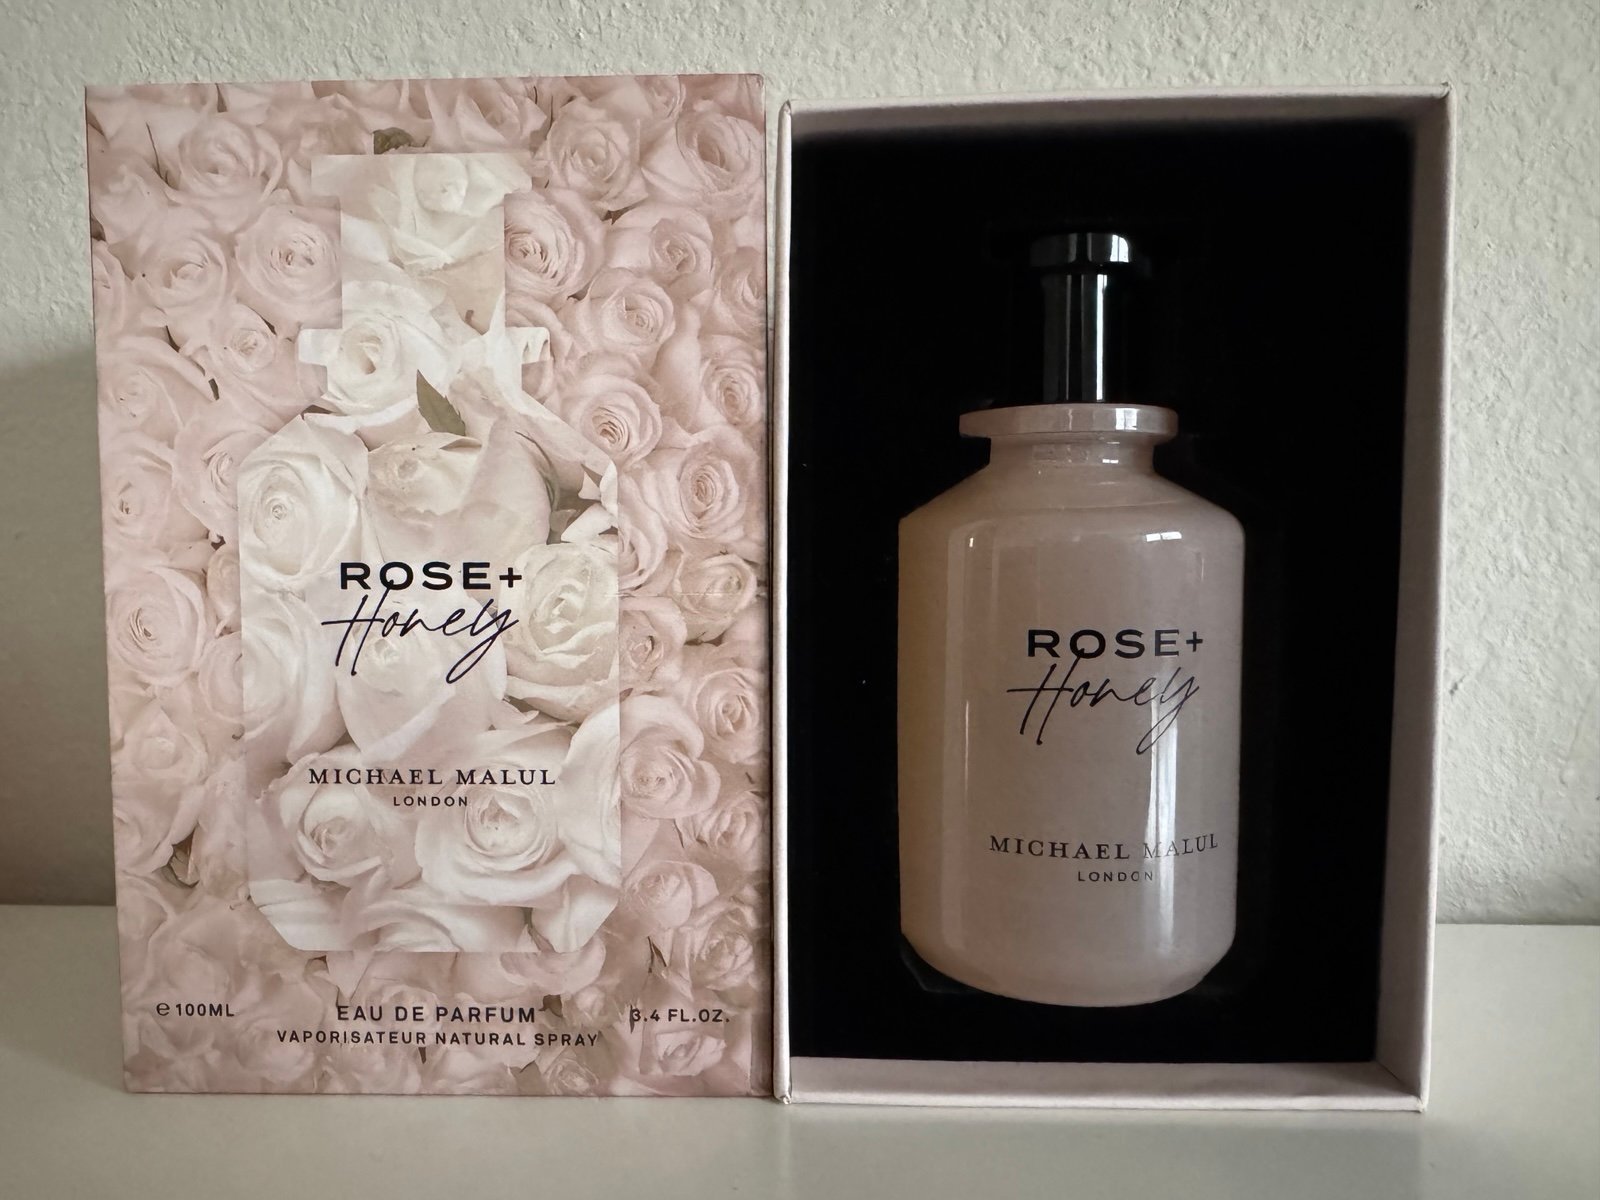 ROSE+
Honey
MICHAEL MALUL
LONDON
℮100ML
EAU DE PARFUM
3.4 FL.OZ.
VAPORISATEUR NATURAL SPRAY
ROSE+
Honey
MICHAEL MALUL
LONDON